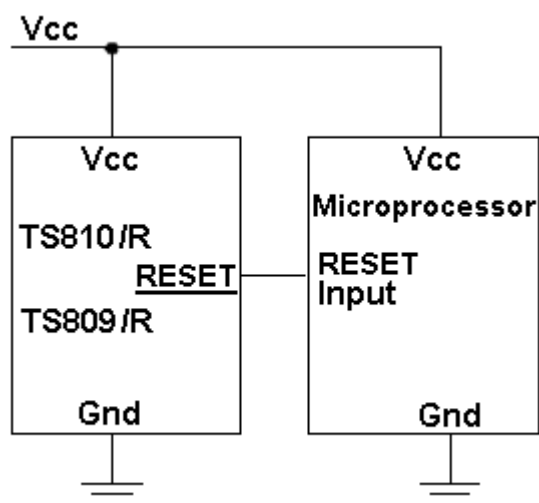 Vcc
Vcc
TS810/R
RESET
TS809/R
Gnd
Vcc
Microprocessor
RESET
Input
Gnd